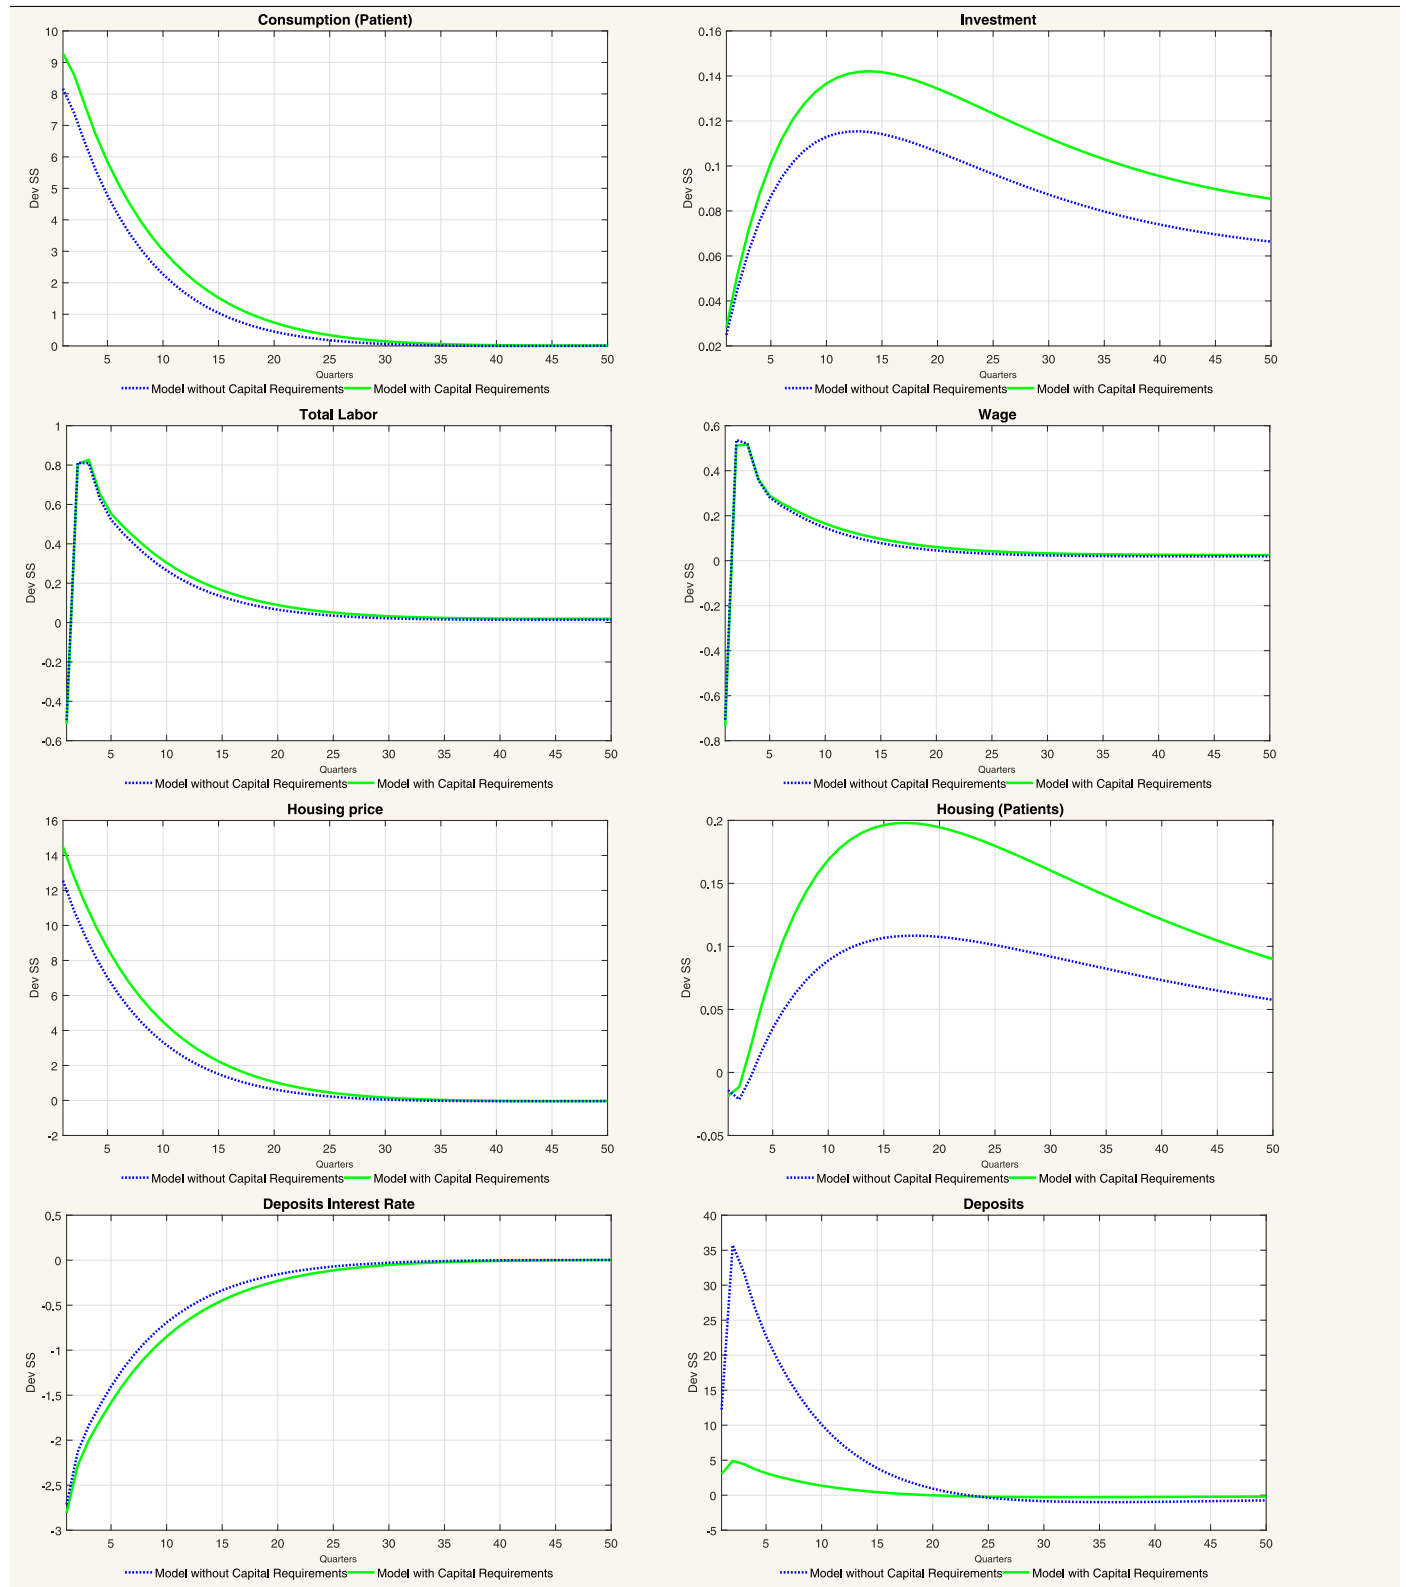 Consumption (Patient)
10
9
8
7
6
5
4
3
2
1
0
Dev SS
5 10 15 20 25 30 35 40 45 50
Quarters
Model without Capital Requirements Model with Capital Requirements
Investment
0.16
0.14
0.12
0.1
0.08
0.06
0.04
0.02
Dev SS
5 10 15 20 25 30 35 40 45 50
Quarters
Model without Capital Requirements Model with Capital Requirements
Total Labor
1
0.8
0.6
0.4
0.2
0
-0.2
-0.4
-0.6
Dev SS
5 10 15 20 25 30 35 40 45 50
Quarters
Model without Capital Requirements Model with Capital Requirements
Wage
0.6
0.4
0.2
0
-0.2
-0.4
-0.6
-0.8
Dev SS
5 10 15 20 25 30 35 40 45 50
Quarters
Model without Capital Requirements Model with Capital Requirements
Housing price
16
14
12
10
8
6
4
2
0
-2
Dev SS
5 10 15 20 25 30 35 40 45 50
Quarters
Model without Capital Requirements Model with Capital Requirements
Housing (Patients)
0.2
0.15
0.1
0.05
0
-0.05
Dev SS
5 10 15 20 25 30 35 40 45 50
Quarters
Model without Capital Requirements Model with Capital Requirements
Deposits Interest Rate
0.5
0
-0.5
-1
-1.5
-2
-2.5
-3
Dev SS
5 10 15 20 25 30 35 40 45 50
Quarters
Model without Capital Requirements Model with Capital Requirements
Deposits
40
35
30
25
20
15
10
5
0
-5
Dev SS
5 10 15 20 25 30 35 40 45 50
Quarters
Model without Capital Requirements Model with Capital Requirements